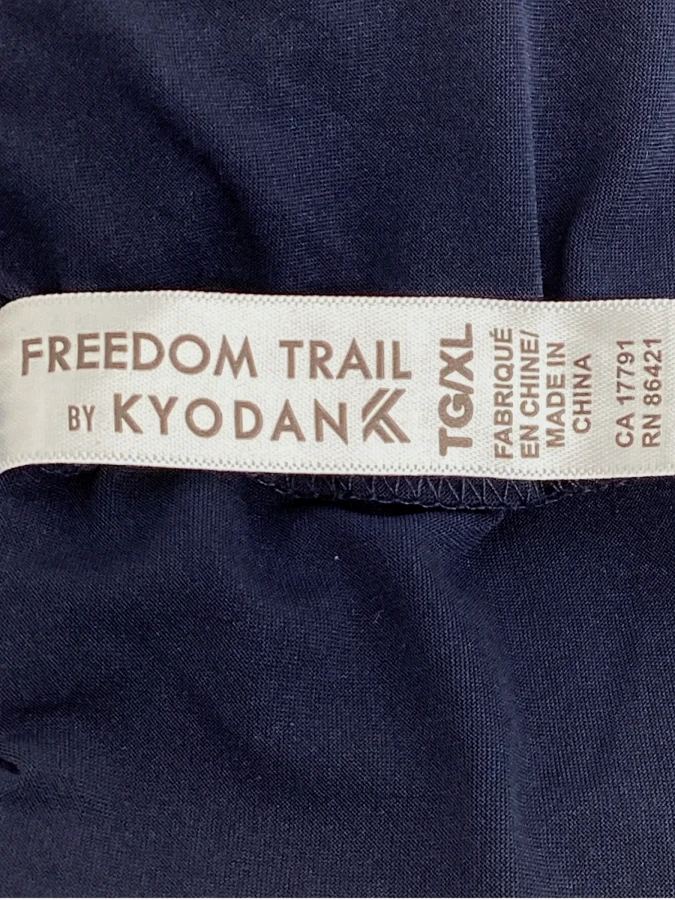 FREEDOM TRAIL
BY KYODAN
TG/XL
FABRIQUÉ
EN CHINE/
MADE IN
CHINA
CA 17791
RN 86421